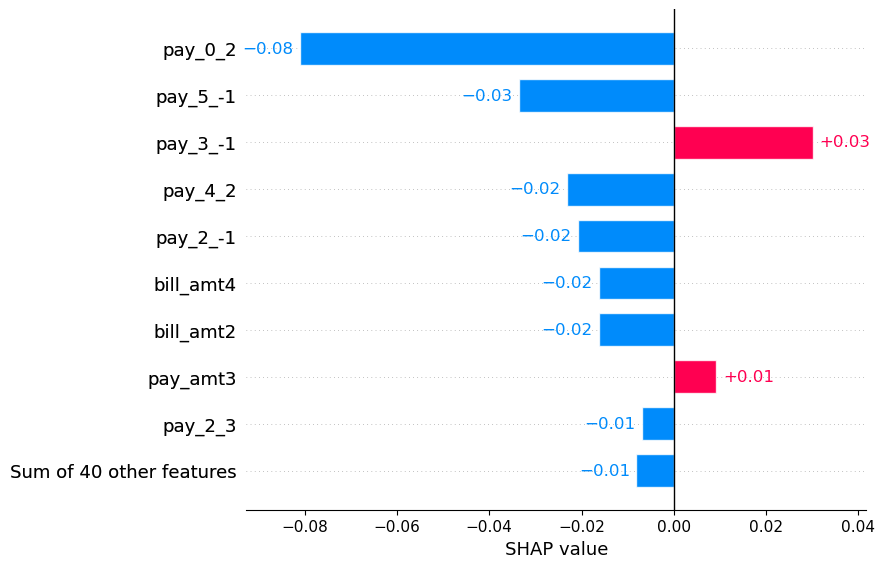 pay_0_2 −0.08
pay_5_-1 −0.03
pay_3_-1 +0.03
pay_4_2 −0.02
pay_2_-1 −0.02
bill_amt4 −0.02
bill_amt2 −0.02
pay_amt3 +0.01
pay_2_3 −0.01
Sum of 40 other features −0.01
−0.08 −0.06 −0.04 −0.02 0.00 0.02 0.04
SHAP value